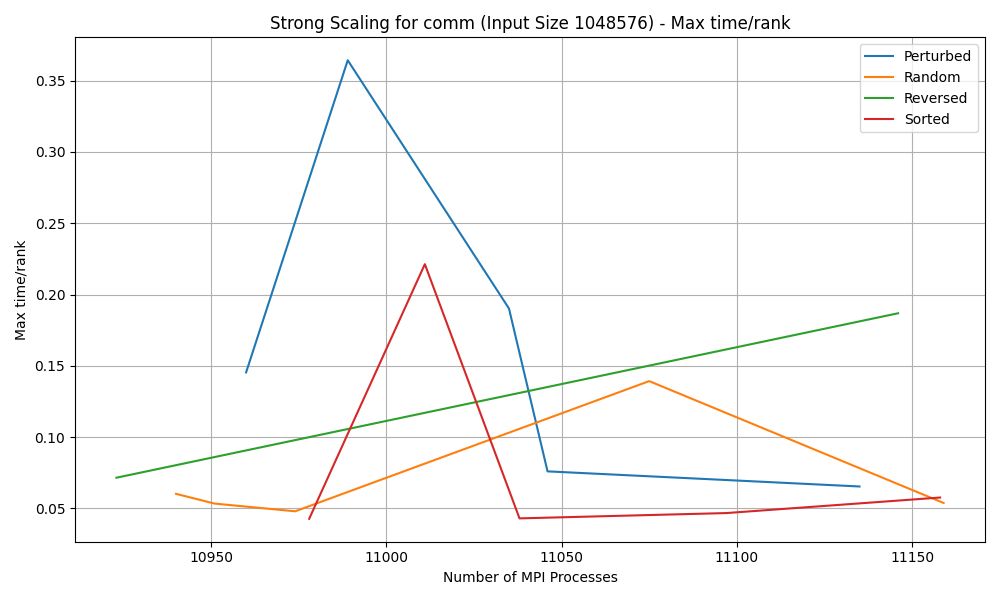 Strong Scaling for comm (Input Size 1048576) - Max time/rank
Perturbed
Random
Reversed
Sorted
Max time/rank
0.35
0.30
0.25
0.20
0.15
0.10
0.05
10950
11000
11050
11100
11150
Number of MPI Processes